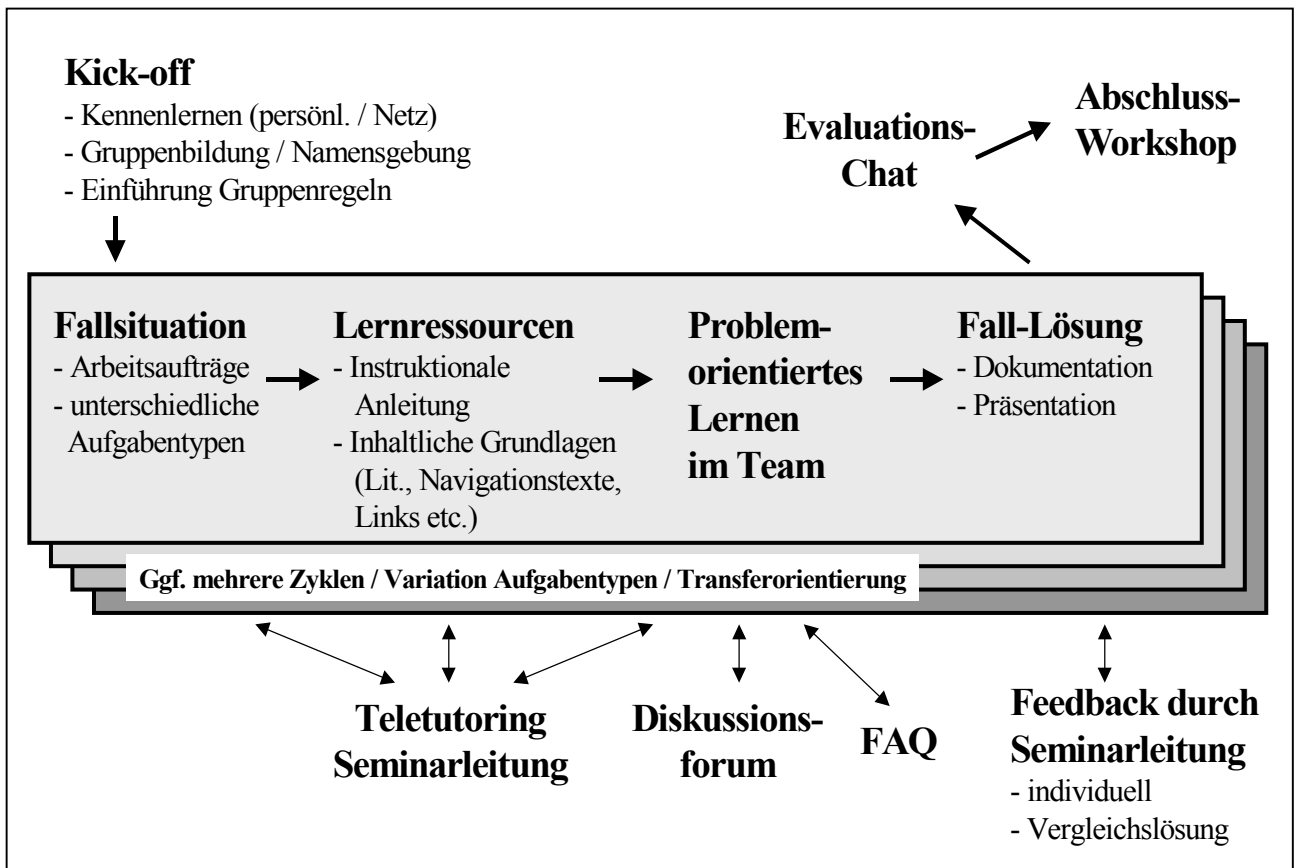 Kick-off
- Kennenlernen (persönl. / Netz)
- Gruppenbildung / Namensgebung
- Einführung Gruppenregeln
Evaluations-
Chat
Abschluss-
Workshop
Fallsituation
- Arbeitsaufträge
- unterschiedliche
Aufgabentypen
Lernressourcen
- Instruktionale
Anleitung
- Inhaltliche Grundlagen
(Lit., Navigationstexte,
Links etc.)
Problem-
orientiertes
Lernen
im Team
Fall-Lösung
- Dokumentation
- Präsentation
Ggf. mehrere Zyklen / Variation Aufgabentypen / Transferorientierung
Teletutoring
Seminarleitung
Diskussions-
forum
FAQ
Feedback durch
Seminarleitung
- individuell
- Vergleichslösung